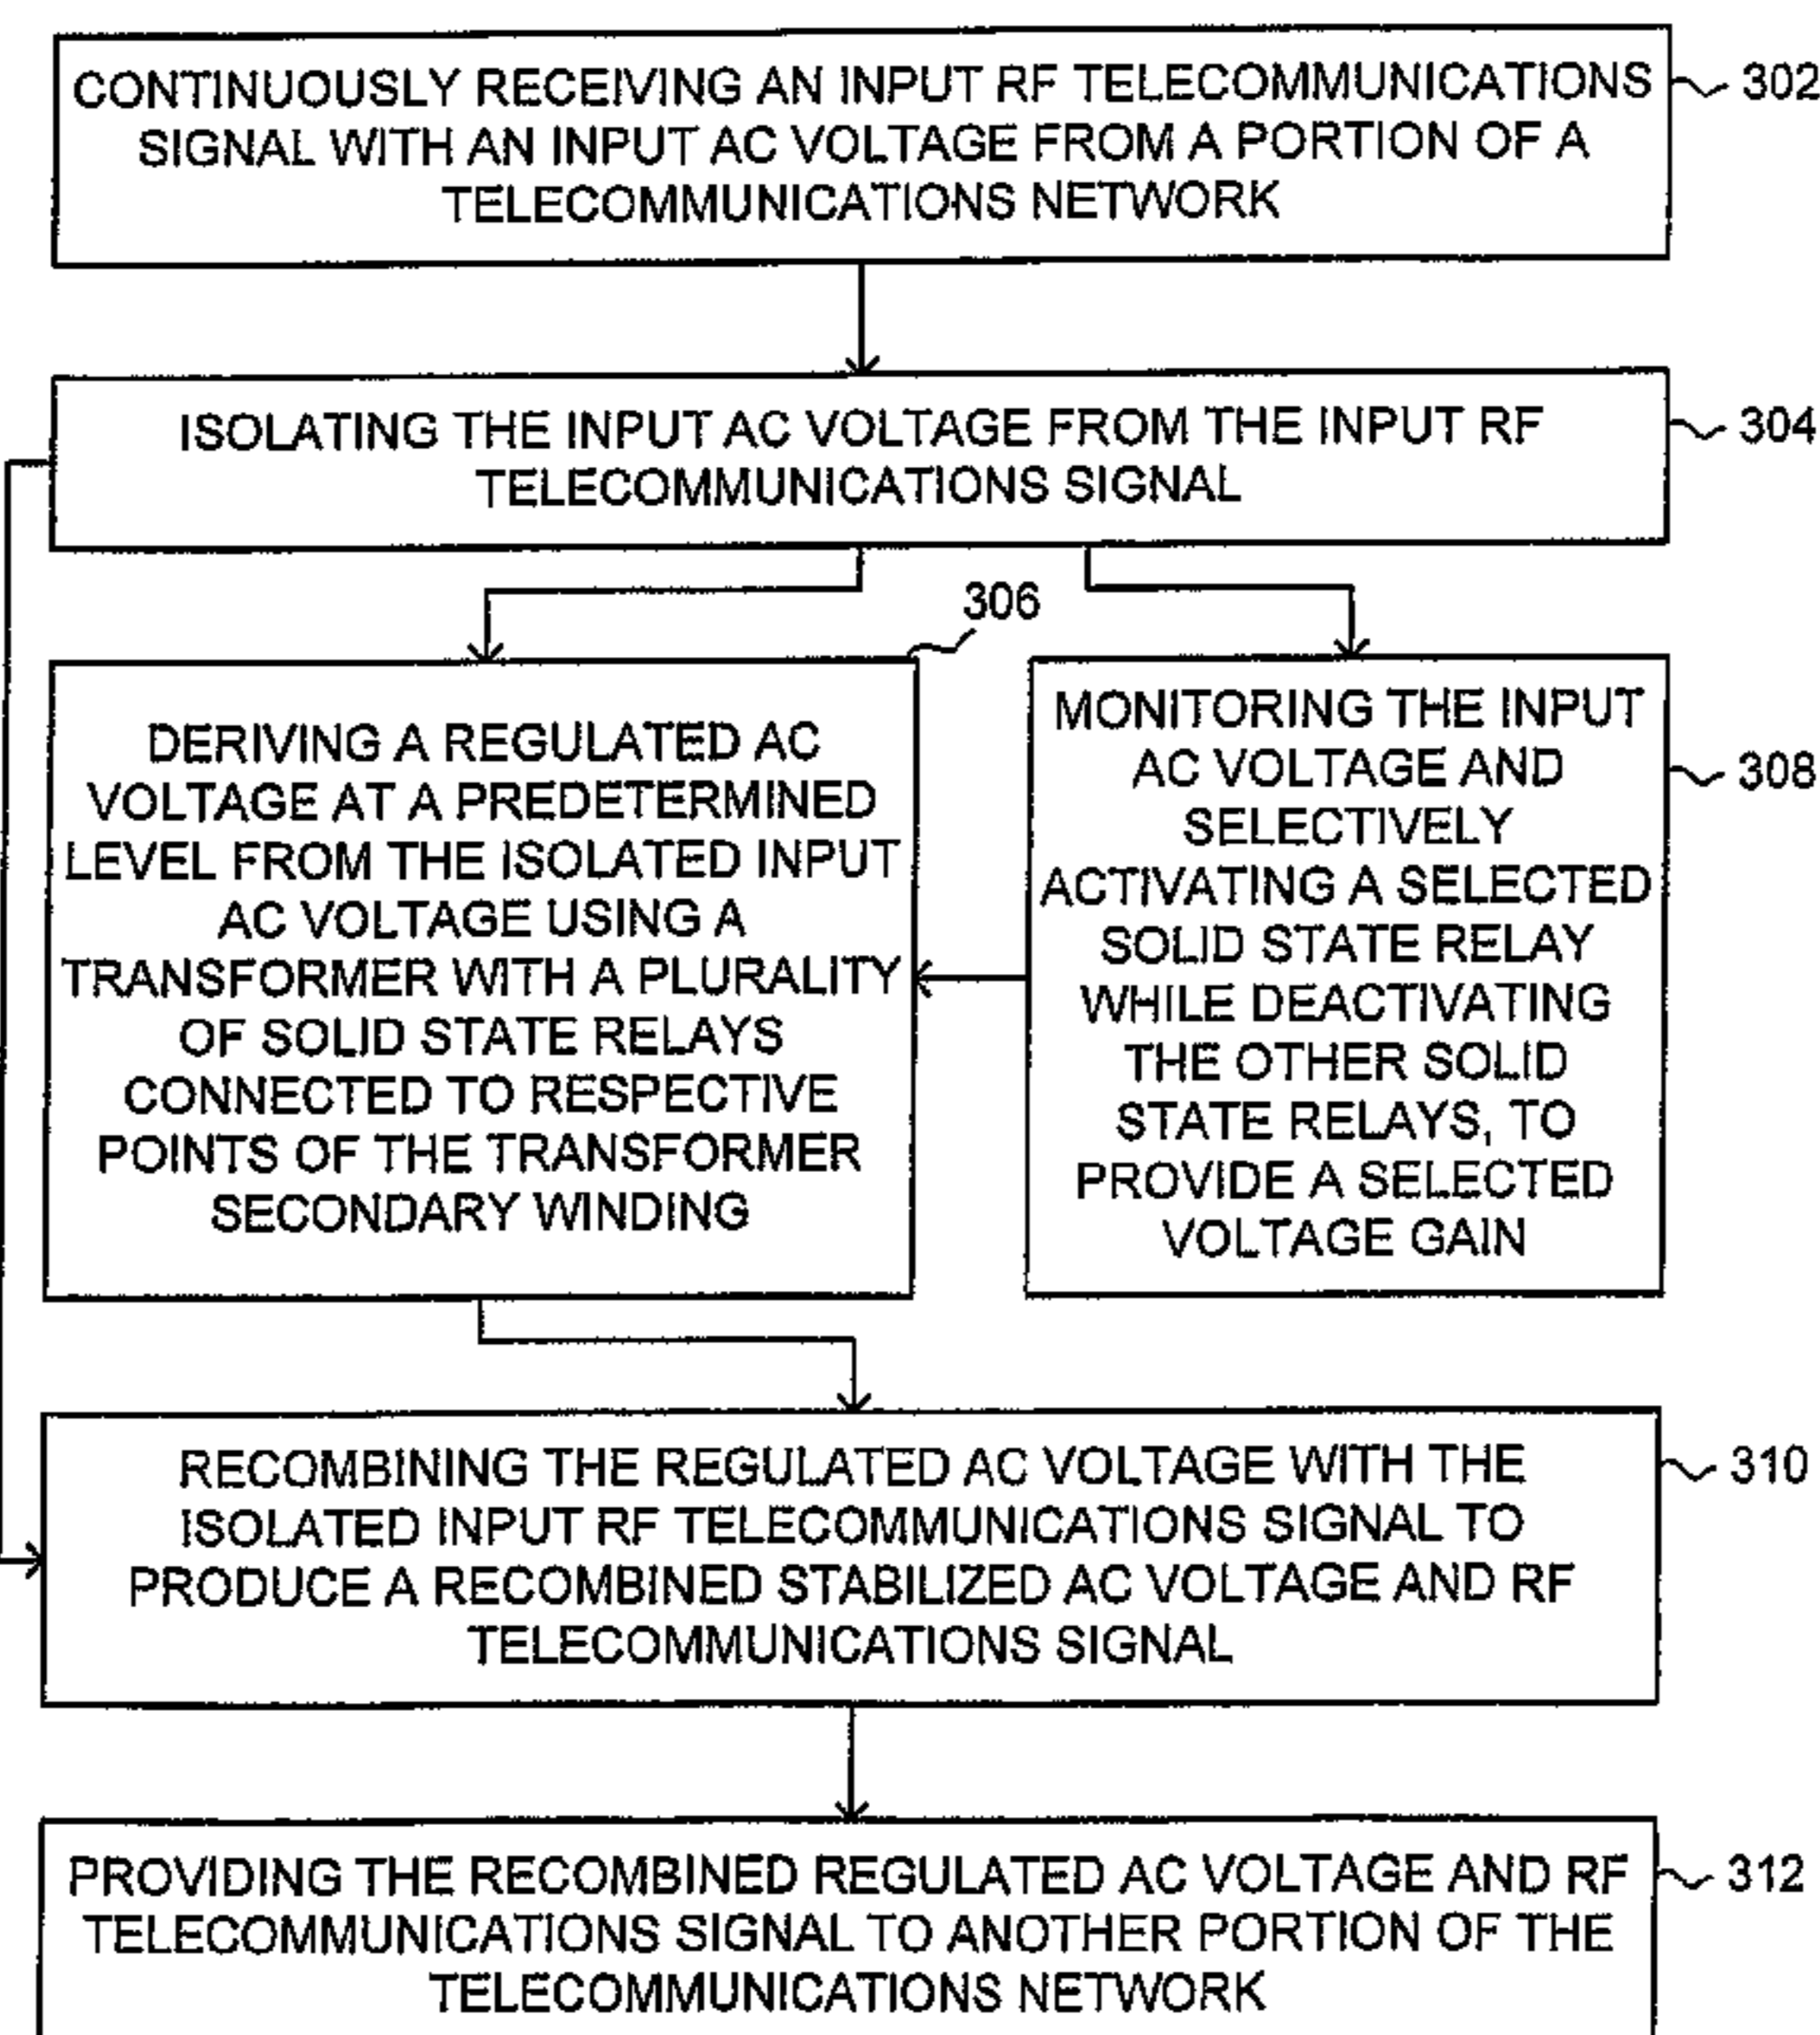 CONTINUOUSLY RECEIVING AN INPUT RF TELECOMMUNICATIONS
SIGNAL WITH AN INPUT AC VOLTAGE FROM A PORTION OF A
TELECOMMUNICATIONS NETWORK
302
ISOLATING THE INPUT AC VOLTAGE FROM THE INPUT RF
TELECOMMUNICATIONS SIGNAL
304
306
DERIVING A REGULATED AC
VOLTAGE AT A PREDETERMINED
LEVEL FROM THE ISOLATED INPUT
AC VOLTAGE USING A
TRANSFORMER WITH A PLURALITY
OF SOLID STATE RELAYS
CONNECTED TO RESPECTIVE
POINTS OF THE TRANSFORMER
SECONDARY WINDING
MONITORING THE INPUT
AC VOLTAGE AND
SELECTIVELY
ACTIVATING A SELECTED
SOLID STATE RELAY
WHILE DEACTIVATING
THE OTHER SOLID
STATE RELAYS, TO
PROVIDE A SELECTED
VOLTAGE GAIN
308
RECOMBINING THE REGULATED AC VOLTAGE WITH THE
ISOLATED INPUT RF TELECOMMUNICATIONS SIGNAL TO
PRODUCE A RECOMBINED STABILIZED AC VOLTAGE AND RF
TELECOMMUNICATIONS SIGNAL
310
PROVIDING THE RECOMBINED REGULATED AC VOLTAGE AND RF
TELECOMMUNICATIONS SIGNAL TO ANOTHER PORTION OF THE
TELECOMMUNICATIONS NETWORK
312